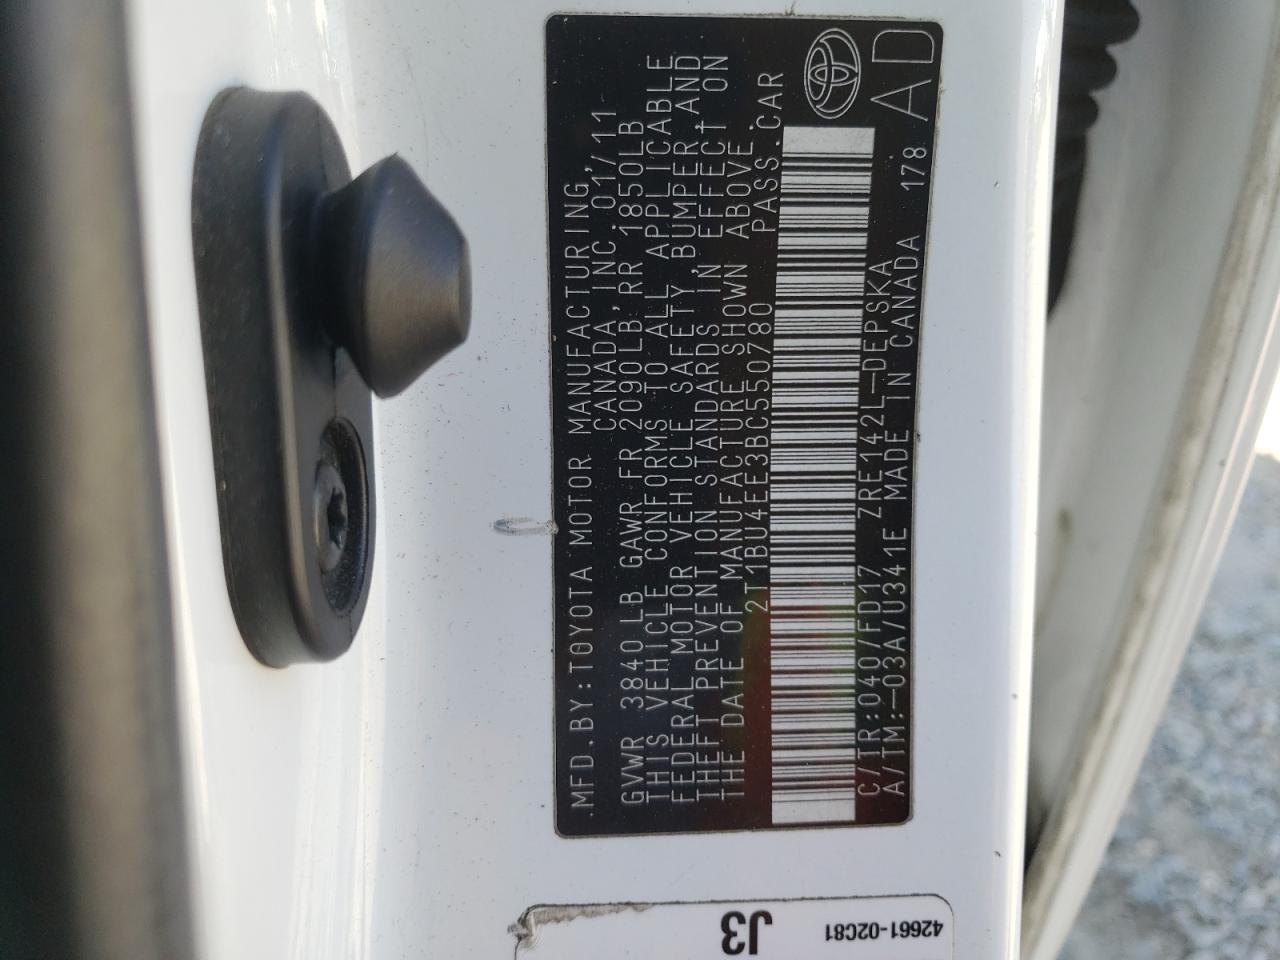 MFD.BY:TOYOTA MOTOR MANUFACTURING,
CANADA, INC. 01/11
GVWR 3840 LB GAWR FR 2090LB RR 1850LB
THIS VEHICLE CONFORMS TO ALL APPLICABLE
FEDERAL MOTOR VEHICLE SAFETY, BUMPER, AND
THEFT PREVENTION STANDARDS IN EFFECT ON
THE DATE OF MANUFACTURE SHOWN ABOVE.
2T1BU4EE3BC550780 PASS.CAR
C/TR:040/FD17 ZRE142L-DEPSKA
A/TM:-03A/U341E MADE IN CANADA 178 AD
J3
42661-02C81